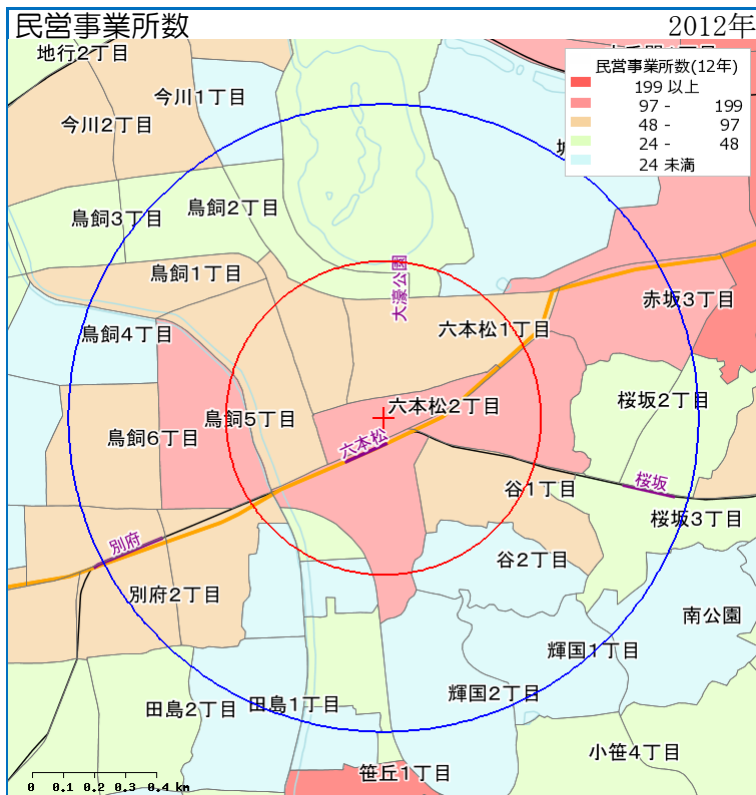 民営事業所数
2012年
民営事業所数(12年)
199 以上
97 - 199
48 - 97
24 - 48
24 未満
地行2丁目
今川1丁目
今川2丁目
鳥飼2丁目
鳥飼3丁目
鳥飼1丁目
大濠公園
赤坂3丁目
鳥飼4丁目
六本松1丁目
六本松2丁目
桜坂2丁目
鳥飼5丁目
鳥飼6丁目
六本松
谷1丁目
桜坂
桜坂3丁目
別府
谷2丁目
別府2丁目
南公園
輝国1丁目
輝国2丁目
田島1丁目
田島2丁目
小笹4丁目
笹丘1丁目
0 0.1 0.2 0.3 0.4 km